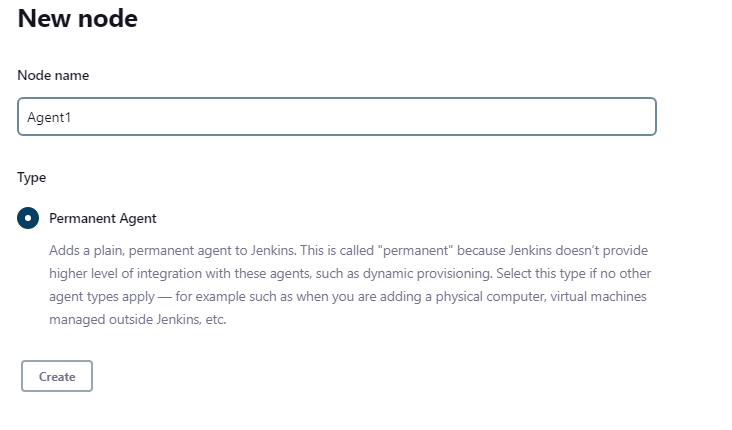 New node
Node name
Agent1
Type
Permanent Agent
Adds a plain, permanent agent to Jenkins. This is called "permanent" because Jenkins doesn't provide
higher level of integration with these agents, such as dynamic provisioning. Select this type if no other
agent types apply — for example such as when you are adding a physical computer, virtual machines
managed outside Jenkins, etc.
Create